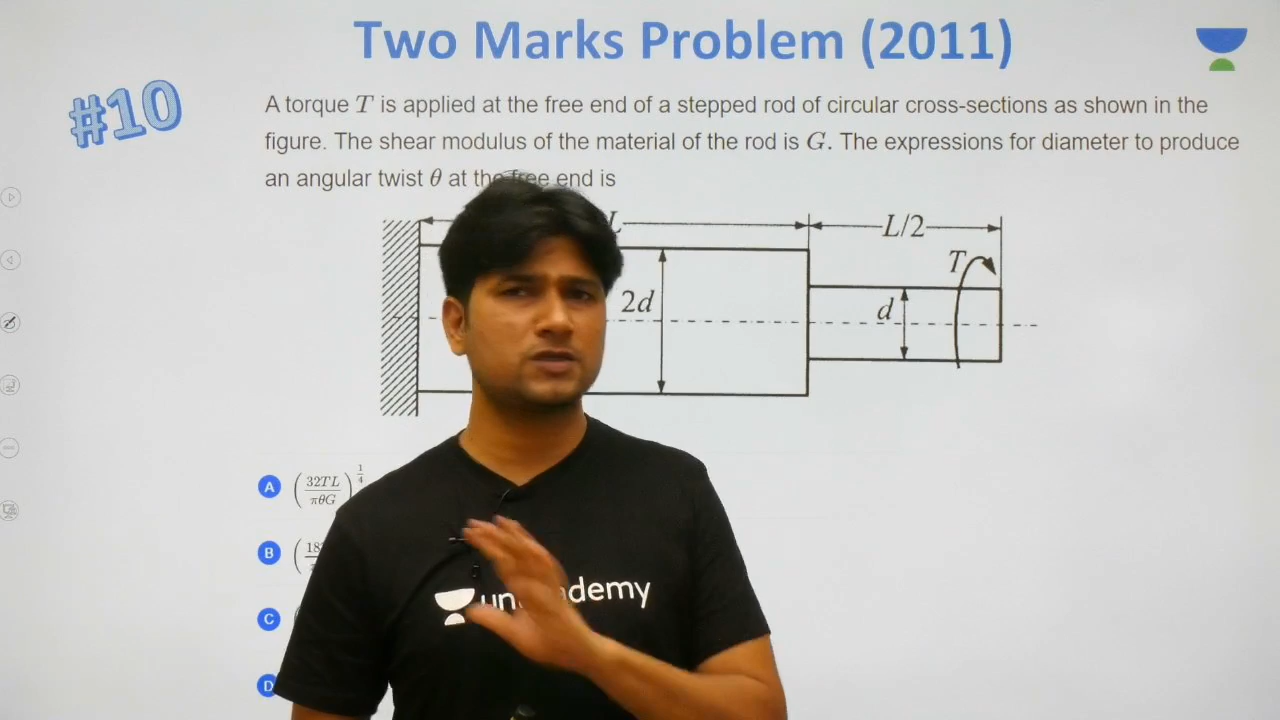 Two Marks Problem (2011)
#10
A torque T is applied at the free end of a stepped rod of circular cross-sections as shown in the
figure. The shear modulus of the material of the rod is G. The expressions for diameter to produce
an angular twist θ at the free end is
L
L/2
T
2d
d
A (32TL/πθG)^1/4
B (18
C (
D
unacademy